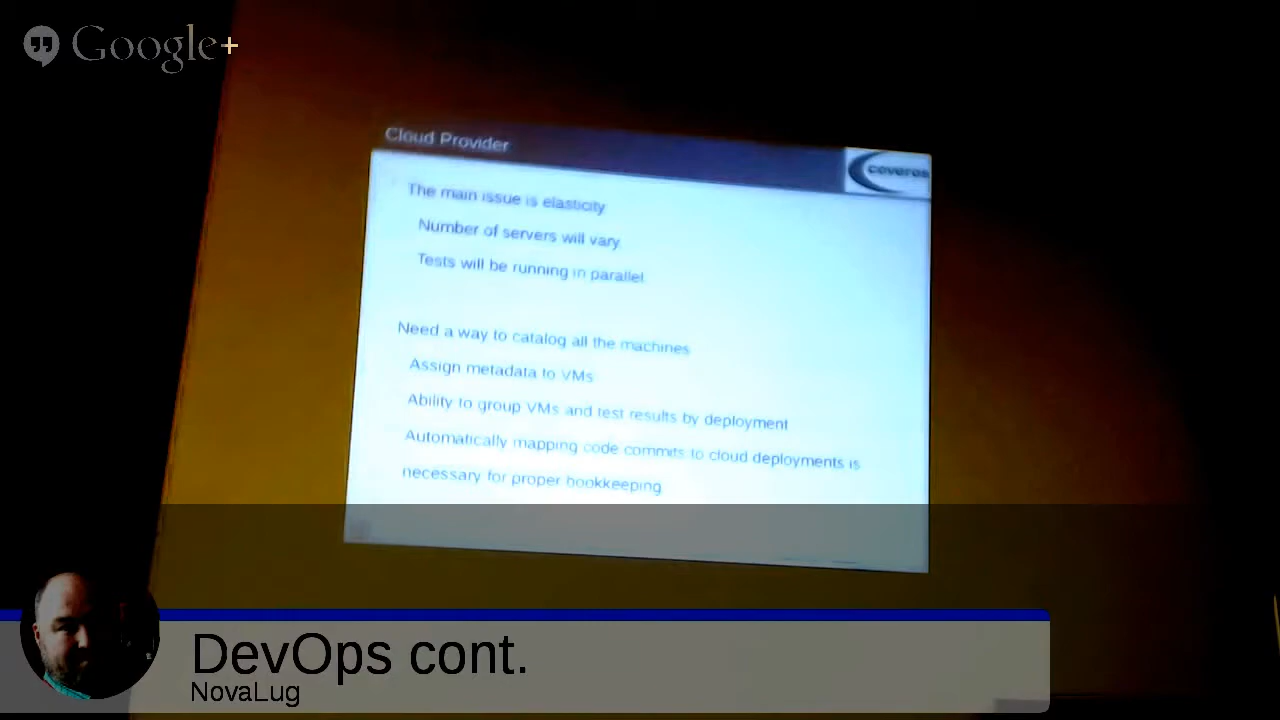 Google+
Cloud Provider
coveros
The main issue is elasticity
Number of servers will vary
Tests will be running in parallel
Need a way to catalog all the machines
Assign metadata to VMs
Ability to group VMs and test results by deployment
Automatically mapping code commits to cloud deployments is
necessary for proper bookkeeping
DevOps cont.
NovaLug